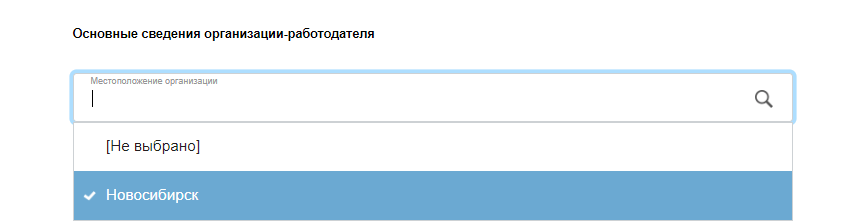 Основные сведения организации-работодателя
Местоположение организации
[Не выбрано]
Новосибирск